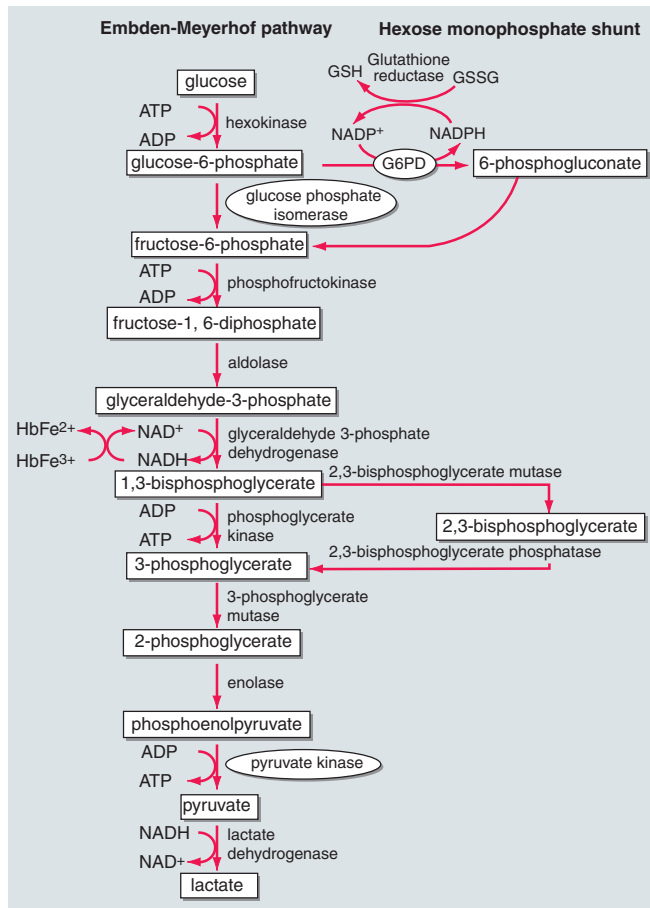 Embden-Meyerhof pathway
Hexose monophosphate shunt
Glutathione
reductase
GSH
GSSG
glucose
ATP
hexokinase
ADP
NADP+
NADPH
glucose-6-phosphate
G6PD
6-phosphogluconate
glucose phosphate
isomerase
fructose-6-phosphate
ATP
phosphofructokinase
ADP
fructose-1, 6-diphosphate
aldolase
glyceraldehyde-3-phosphate
HbFe2+
NAD+
glyceraldehyde 3-phosphate
dehydrogenase
HbFe3+
NADH
1,3-bisphosphoglycerate
2,3-bisphosphoglycerate mutase
ADP
phosphoglycerate
kinase
ATP
2,3-bisphosphoglycerate
2,3-bisphosphoglycerate phosphatase
3-phosphoglycerate
3-phosphoglycerate
mutase
2-phosphoglycerate
enolase
phosphoenolpyruvate
ADP
pyruvate kinase
ATP
pyruvate
NADH
lactate
dehydrogenase
NAD+
lactate